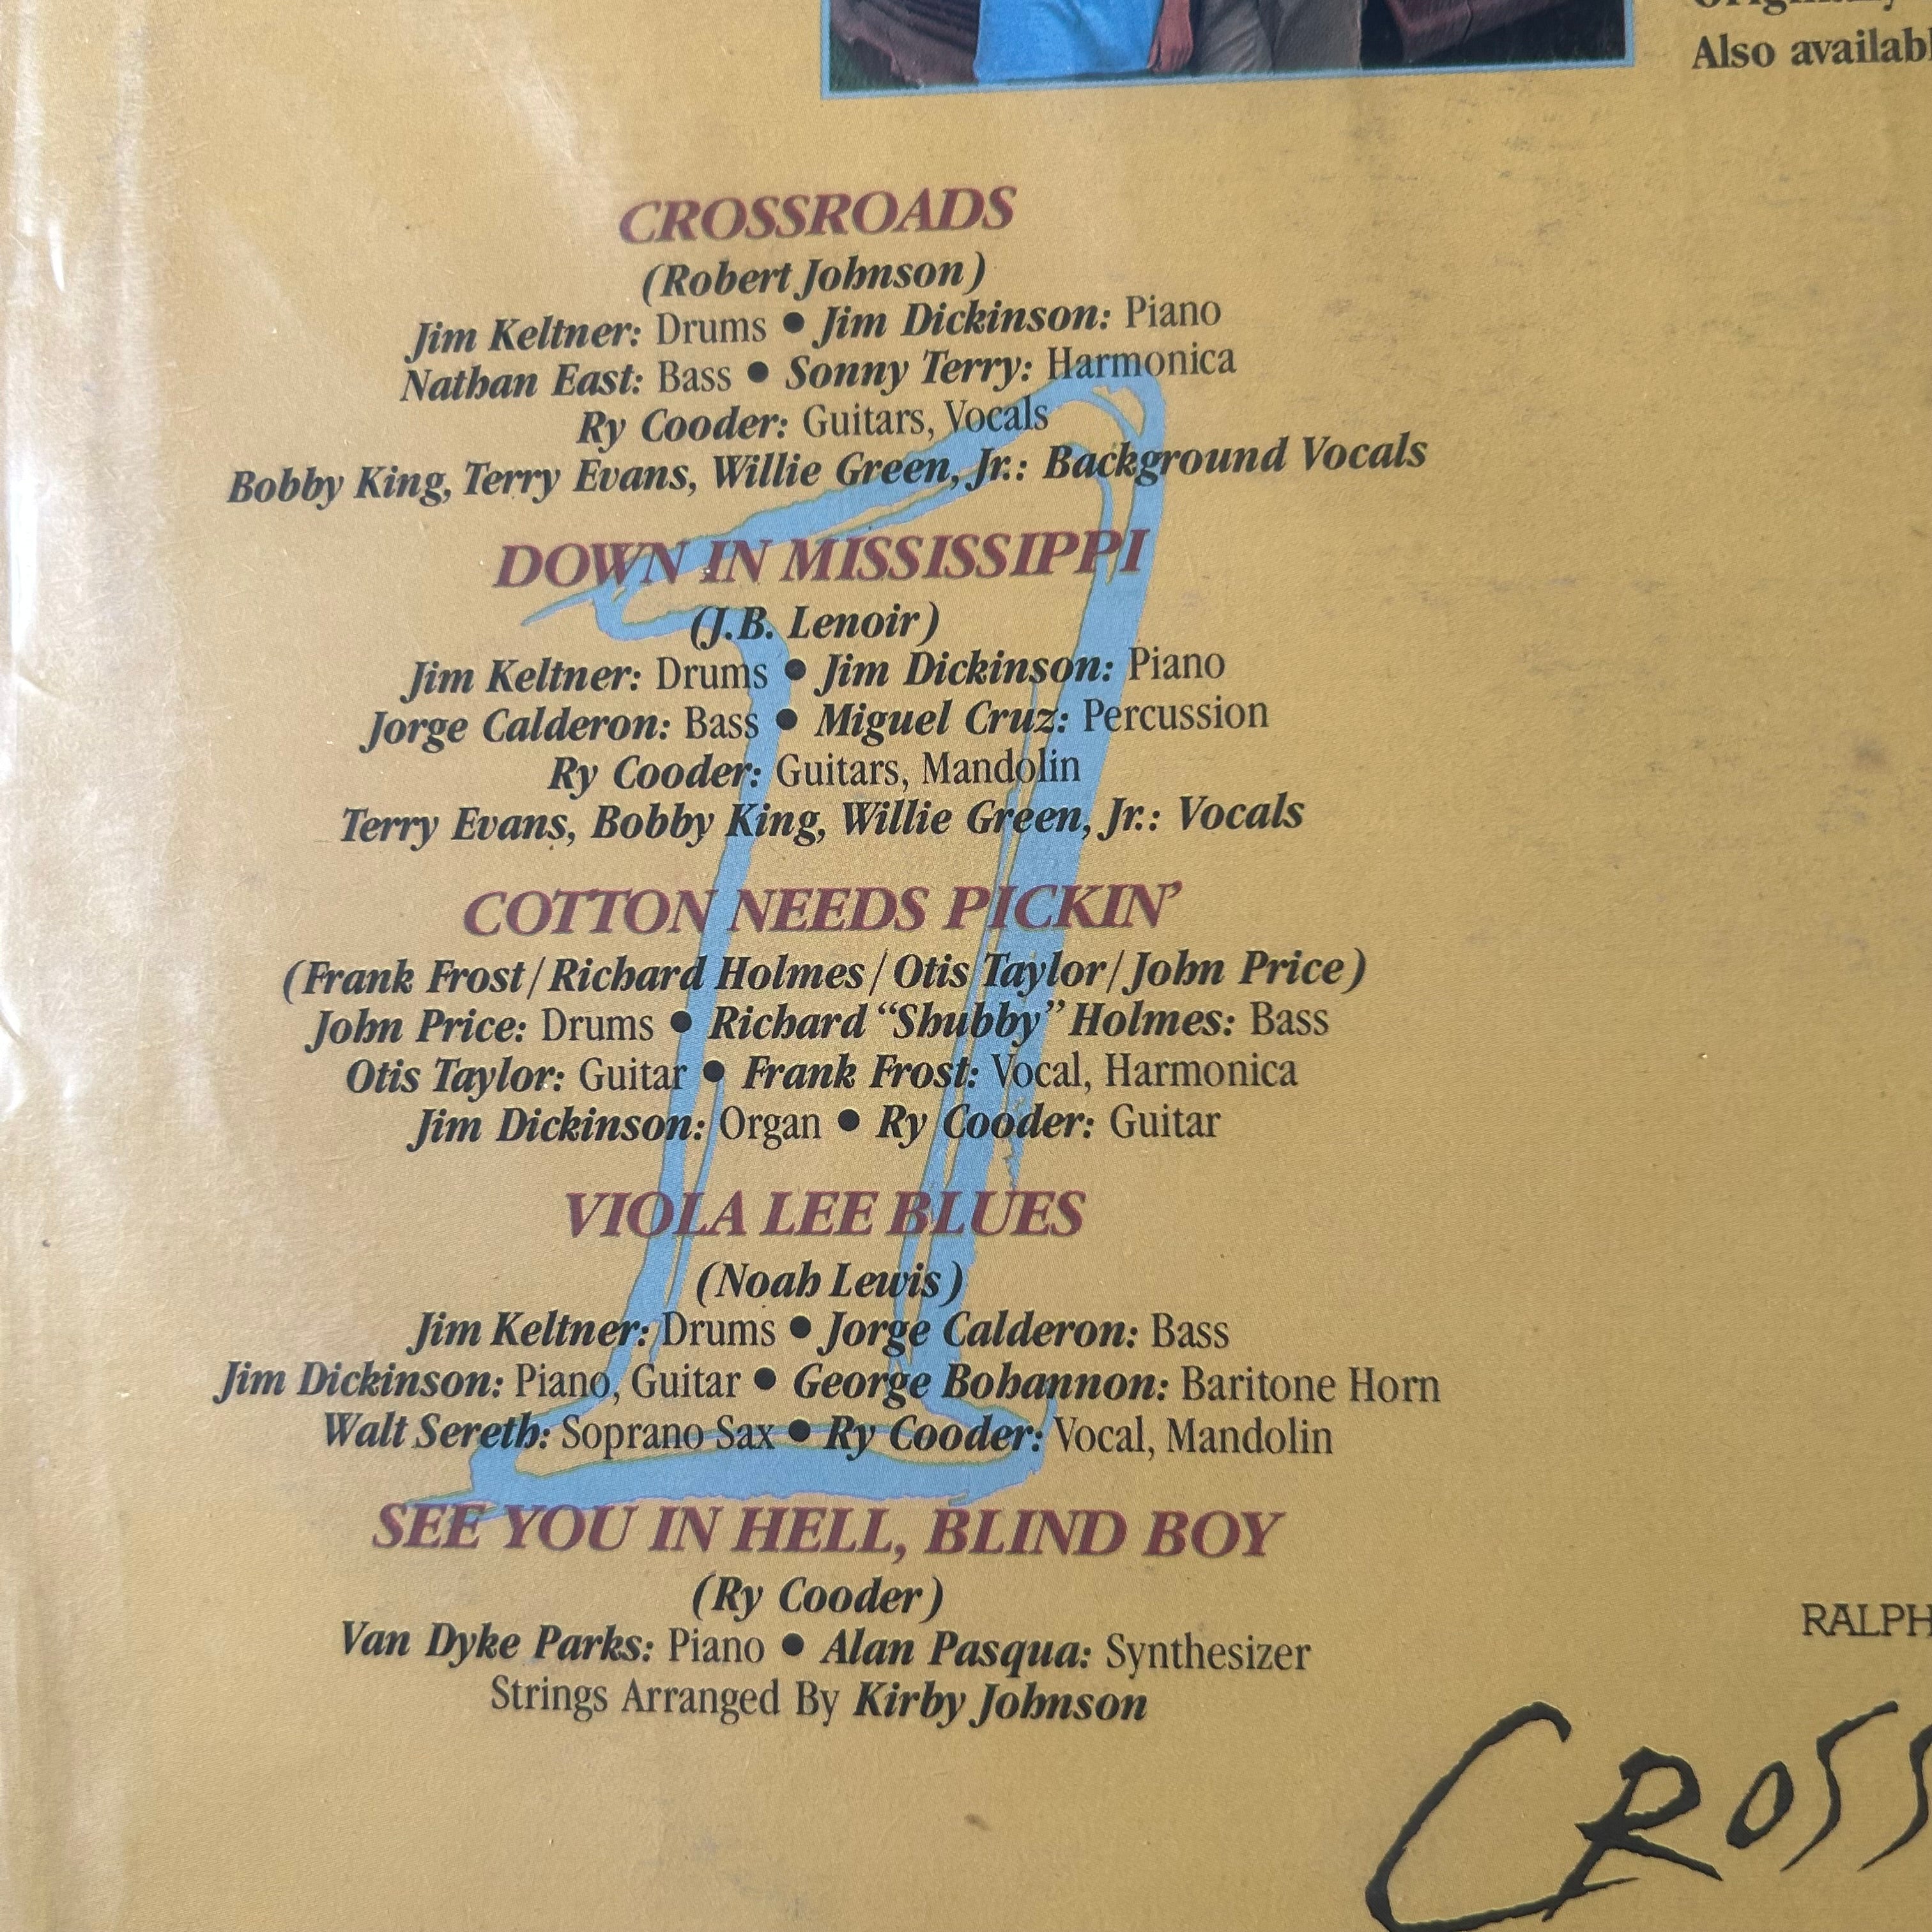 Also
CROSSROADS
(Robert Johnson)
Jim Keltner: Drums ● Jim Dickinson: Piano
Nathan East: Bass ● Sonny Terry: Harmonica
Ry Cooder: Guitars, Vocals
Bobby King, Terry Evans, Willie Green, Jr.: Background Vocals
DOWN IN MISSISSIPPI
(J.B. Lenoir)
Jim Keltner: Drums ● Jim Dickinson: Piano
Jorge Calderon: Bass ● Miguel Cruz: Percussion
Ry Cooder: Guitars, Mandolin
Terry Evans, Bobby King, Willie Green, Jr.: Vocals
COTTON NEEDS PICKIN’
(Frank Frost/Richard Holmes/Otis Taylor/John Price)
John Price: Drums ● Richard “Shubby” Holmes: Bass
Otis Taylor: Guitar ● Frank Frost: Vocal, Harmonica
Jim Dickinson: Organ ● Ry Cooder: Guitar
VIOLA LEE BLUES
(Noah Lewis)
Jim Keltner: Drums ● Jorge Calderon: Bass
Jim Dickinson: Piano, Guitar ● George Bohannon: Baritone Horn
Walt Sereth: Soprano Sax ● Ry Cooder: Vocal, Mandolin
SEE YOU IN HELL, BLIND BOY
(Ry Cooder)
Van Dyke Parks: Piano ● Alan Pasqua: Synthesizer
Strings Arranged By Kirby Johnson
RALPH
CROSS